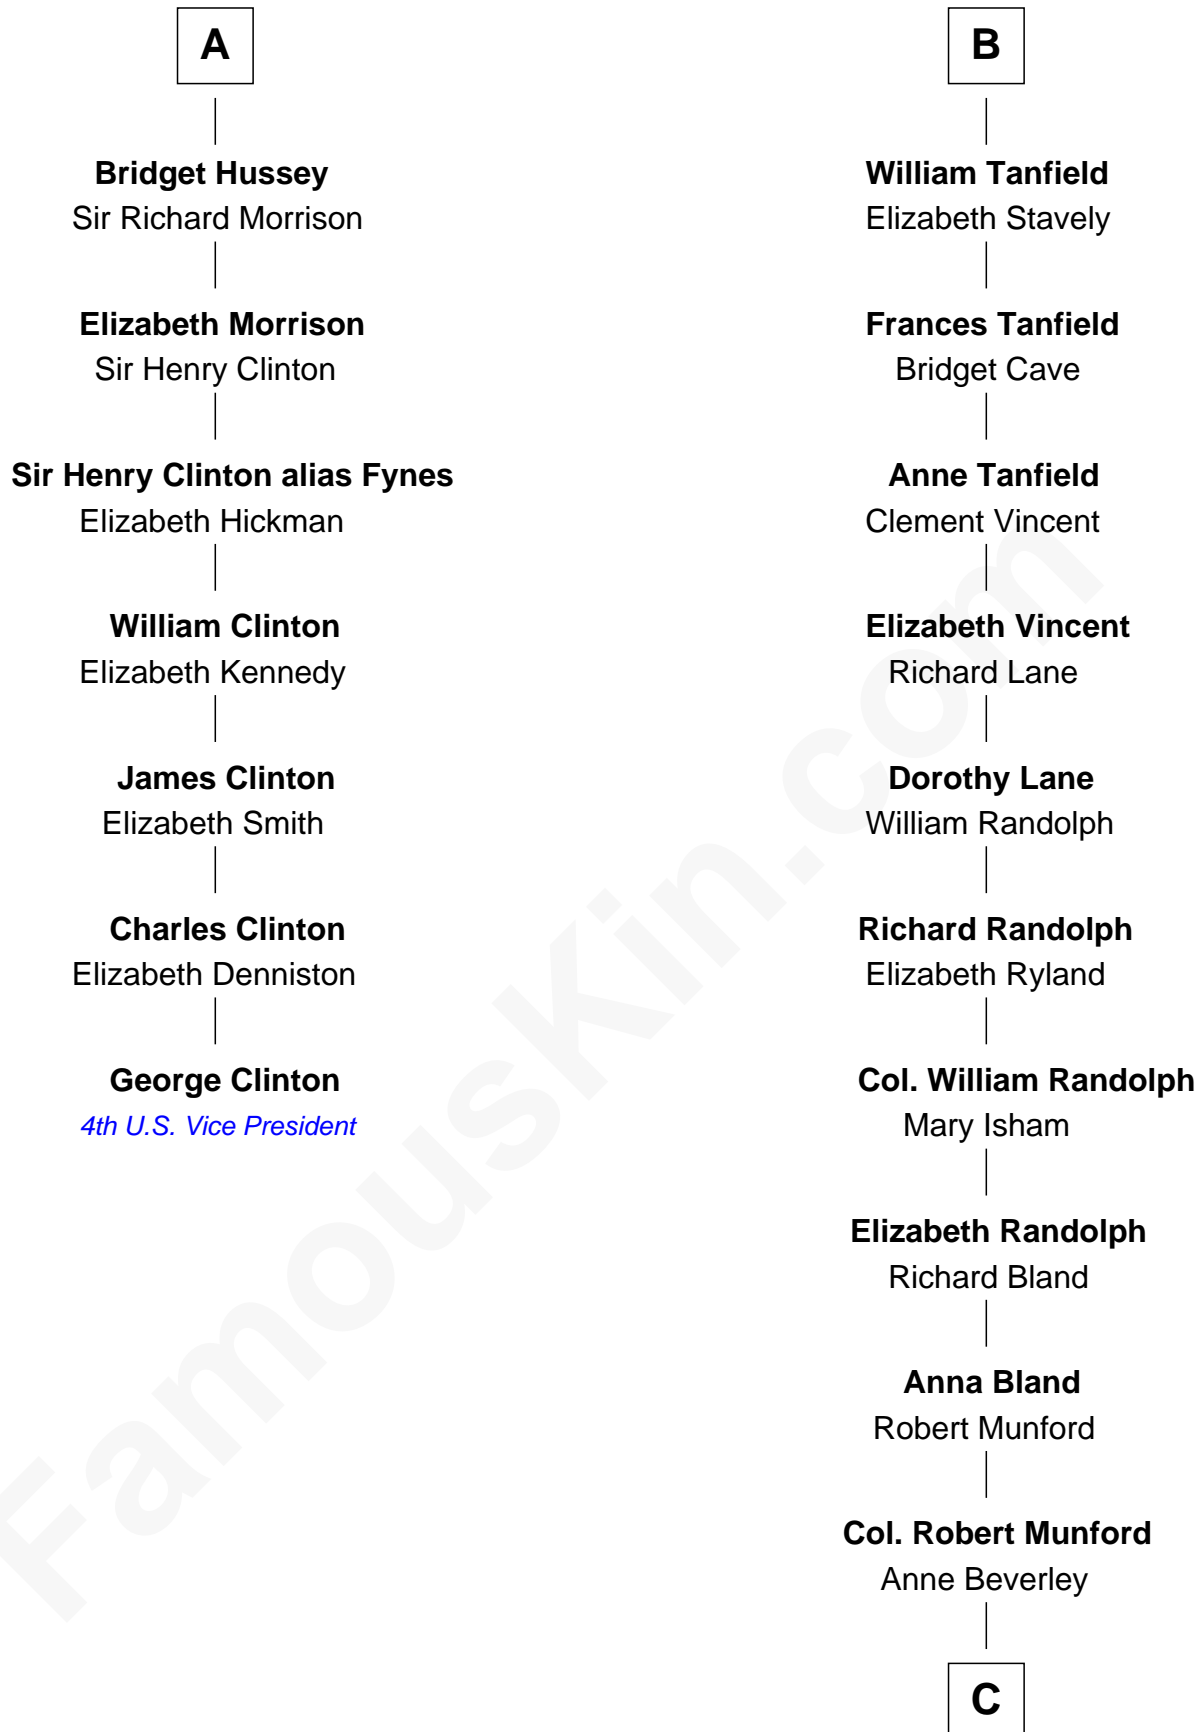 A
Bridget Hussey
Sir Richard Morrison
Elizabeth Morrison
Sir Henry Clinton
Sir Henry Clinton alias Fynes
Elizabeth Hickman
William Clinton
Elizabeth Kennedy
James Clinton
Elizabeth Smith
Charles Clinton
Elizabeth Denniston
George Clinton
4th U.S. Vice President
B
William Tanfield
Elizabeth Stavely
Frances Tanfield
Bridget Cave
Anne Tanfield
Clement Vincent
Elizabeth Vincent
Richard Lane
Dorothy Lane
William Randolph
Richard Randolph
Elizabeth Ryland
Col. William Randolph
Mary Isham
Elizabeth Randolph
Richard Bland
Anna Bland
Robert Munford
Col. Robert Munford
Anne Beverley
C
FamousKin.com